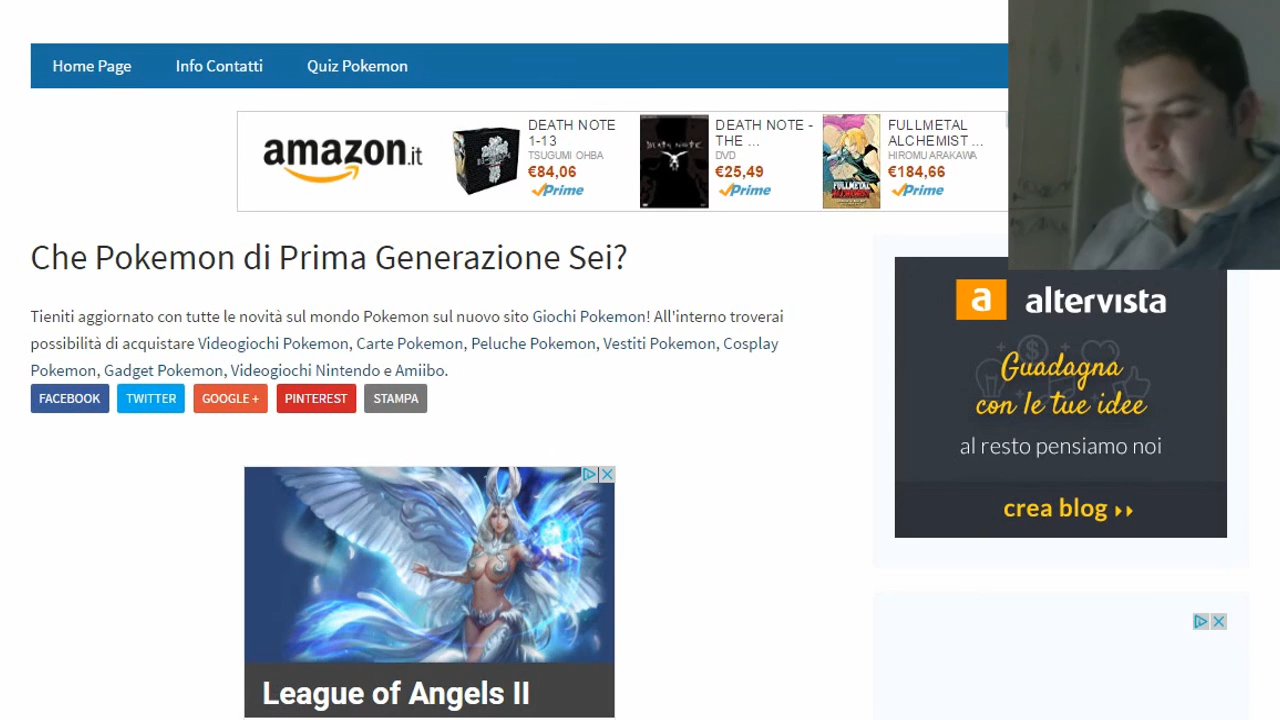 Home Page
Info Contatti
Quiz Pokemon
amazon.it
DEATH NOTE
1-13
TSUGUMI OHBA
€84,06
Prime
DEATH NOTE -
THE ...
DVD
€25,49
Prime
FULLMETAL
ALCHEMIST ...
HIROMU ARAKAWA
€184,66
Prime
Che Pokemon di Prima Generazione Sei?
Tieniti aggiornato con tutte le novità sul mondo Pokemon sul nuovo sito Giochi Pokemon! All'interno troverai
possibilità di acquistare Videogiochi Pokemon, Carte Pokemon, Peluche Pokemon, Vestiti Pokemon, Cosplay
Pokemon, Gadget Pokemon, Videogiochi Nintendo e Amiibo.
FACEBOOK
TWITTER
GOOGLE +
PINTEREST
STAMPA
a altervista
Guadagna
con le tue idee
al resto pensiamo noi
crea blog
League of Angels II